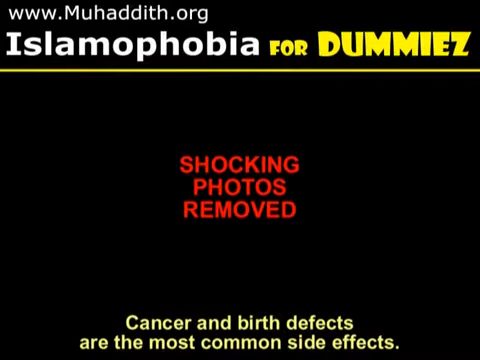 www.Muhaddith.org
Islamophobia FOR DUMMIEZ
SHOCKING
PHOTOS
REMOVED
Cancer and birth defects
are the most common side effects.